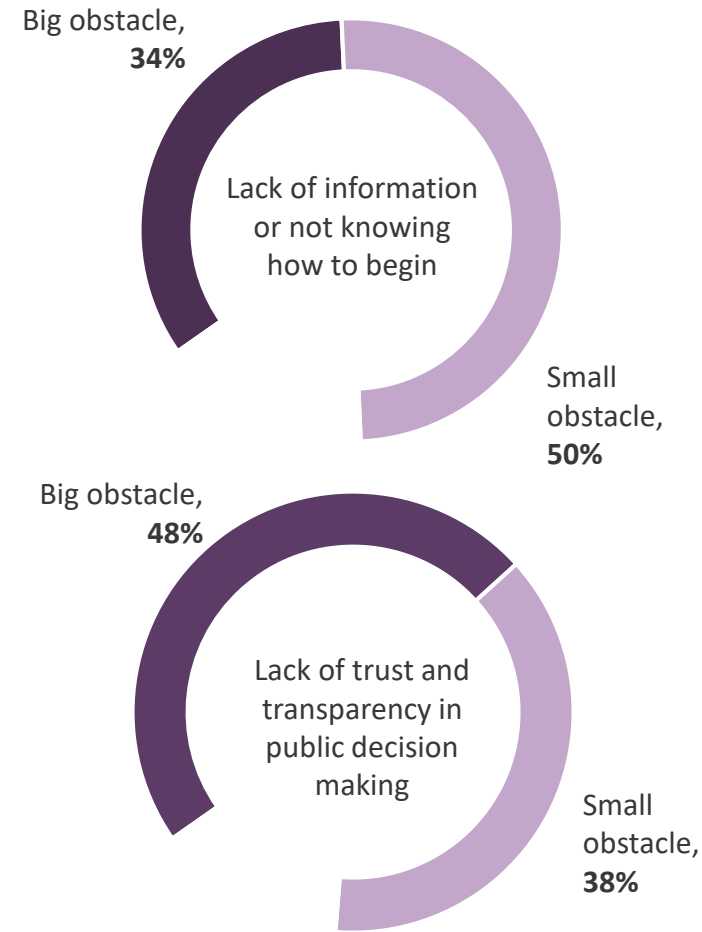 Big obstacle,
34%
Lack of information
or not knowing
how to begin
Small
obstacle,
50%
Big obstacle,
48%
Lack of trust and
transparency in
public decision
making
Small
obstacle,
38%